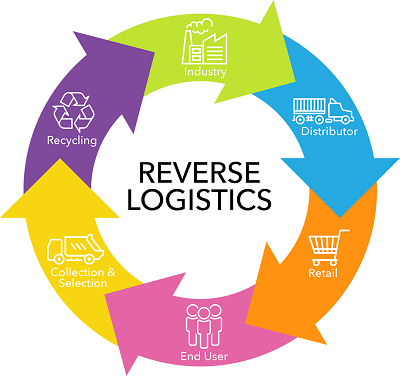 Industry
Distributor
Retail
End User
Collection &
Selection
Recycling
REVERSE
LOGISTICS